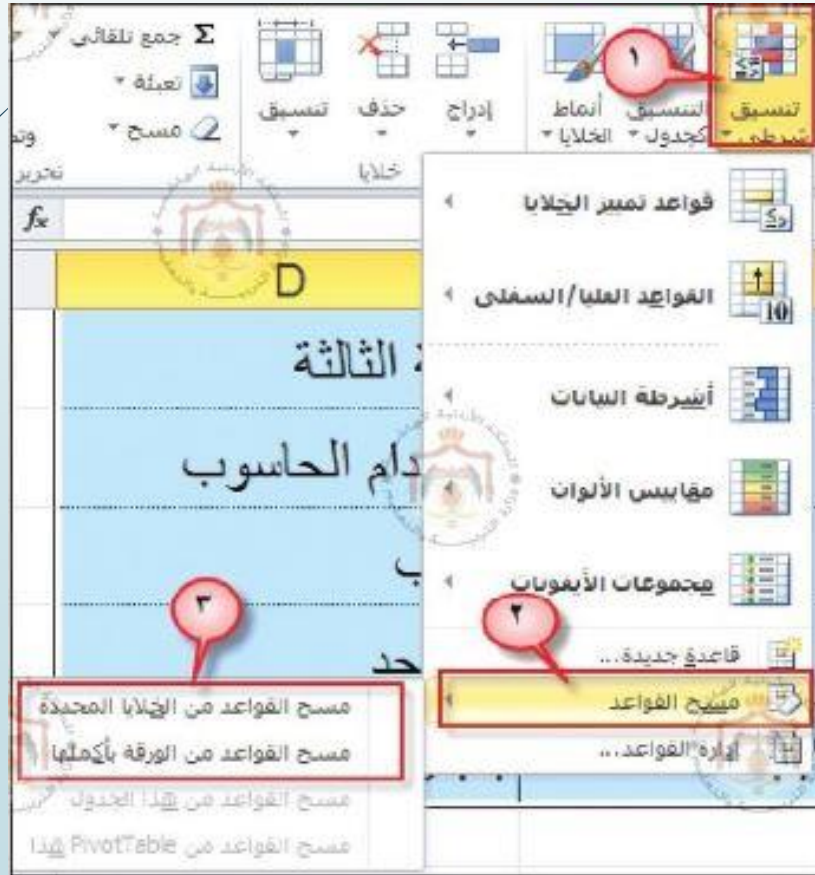 تنسيق شرطي
التنسيق كجدول
أنماط الخلايا
إدراج
حذف
تنسيق
Σ جمع تلقائي
تعبئة
مسح
خلايا
تحرير
١
fx
D
قواعد تمييز الخلايا
القواعد العليا/السفلى
أشرطة البيانات
مقاييس الألوان
مجموعات الأيقونات
قاعدة جديدة...
مسح القواعد
إدارة القواعد...
٢
الثالثة
دام الحاسوب
ب
حد
٣
مسح القواعد من الخلايا المحددة
مسح القواعد من الورقة بأكملها
مسح القواعد من هذا الجدول
مسح القواعد من PivotTable هذا